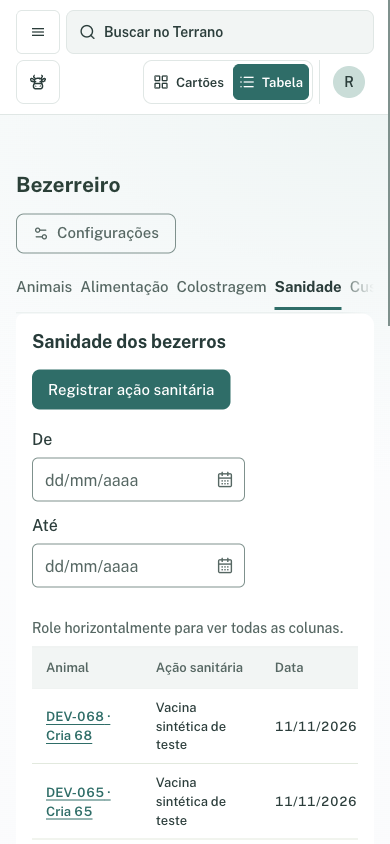 Buscar no Terrano
Cartões
Tabela
R
Bezerreiro
Configurações
Animais Alimentação Colostragem Sanidade Cus
Sanidade dos bezerros
Registrar ação sanitária
De
dd/mm/aaaa
Até
dd/mm/aaaa
Role horizontalmente para ver todas as colunas.
Animal Ação sanitária Data
DEV-068 ·
Cria 68
Vacina
sintética de
teste
11/11/2026
DEV-065 ·
Cria 65
Vacina
sintética de
teste
11/11/2026